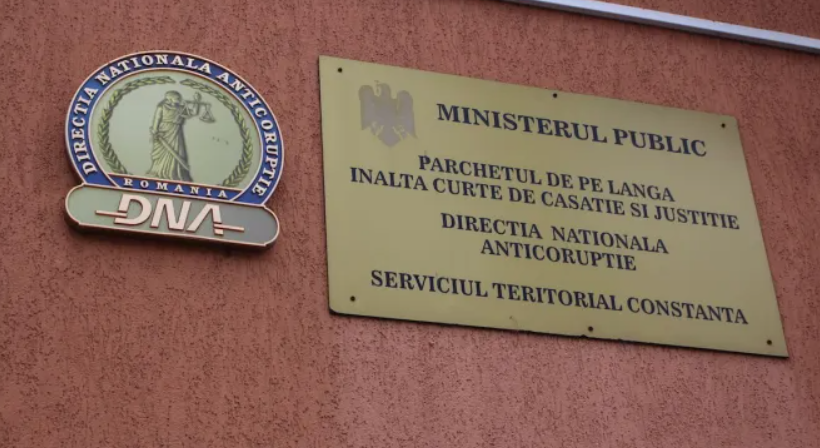 DIRECTIA NATIONALA ANTICORUPTIE
ROMANIA
DNA
MINISTERUL PUBLIC
PARCHETUL DE PE LANGA
INALTA CURTE DE CASATIE SI JUSTITIE
DIRECTIA NATIONALA
ANTICORUPTIE
SERVICIUL TERITORIAL CONSTANTA